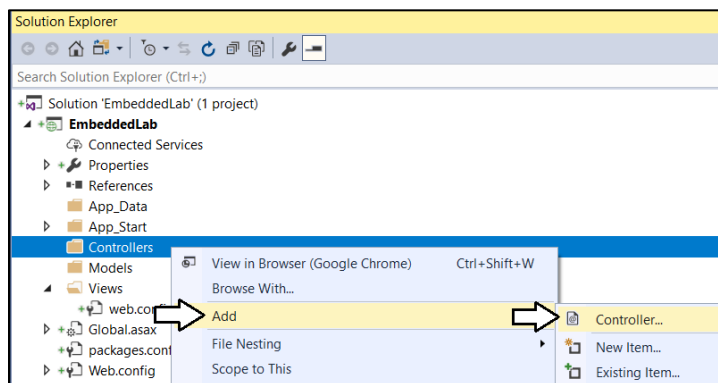 Solution Explorer
Search Solution Explorer (Ctrl+;)
Solution 'EmbeddedLab' (1 project)
EmbeddedLab
Connected Services
Properties
References
App_Data
App_Start
Controllers
Models
Views
web.config
Global.asax
packages.conf
Web.config
View in Browser (Google Chrome) Ctrl+Shift+W
Browse With...
Add
File Nesting
Scope to This
Controller...
New Item...
Existing Item...